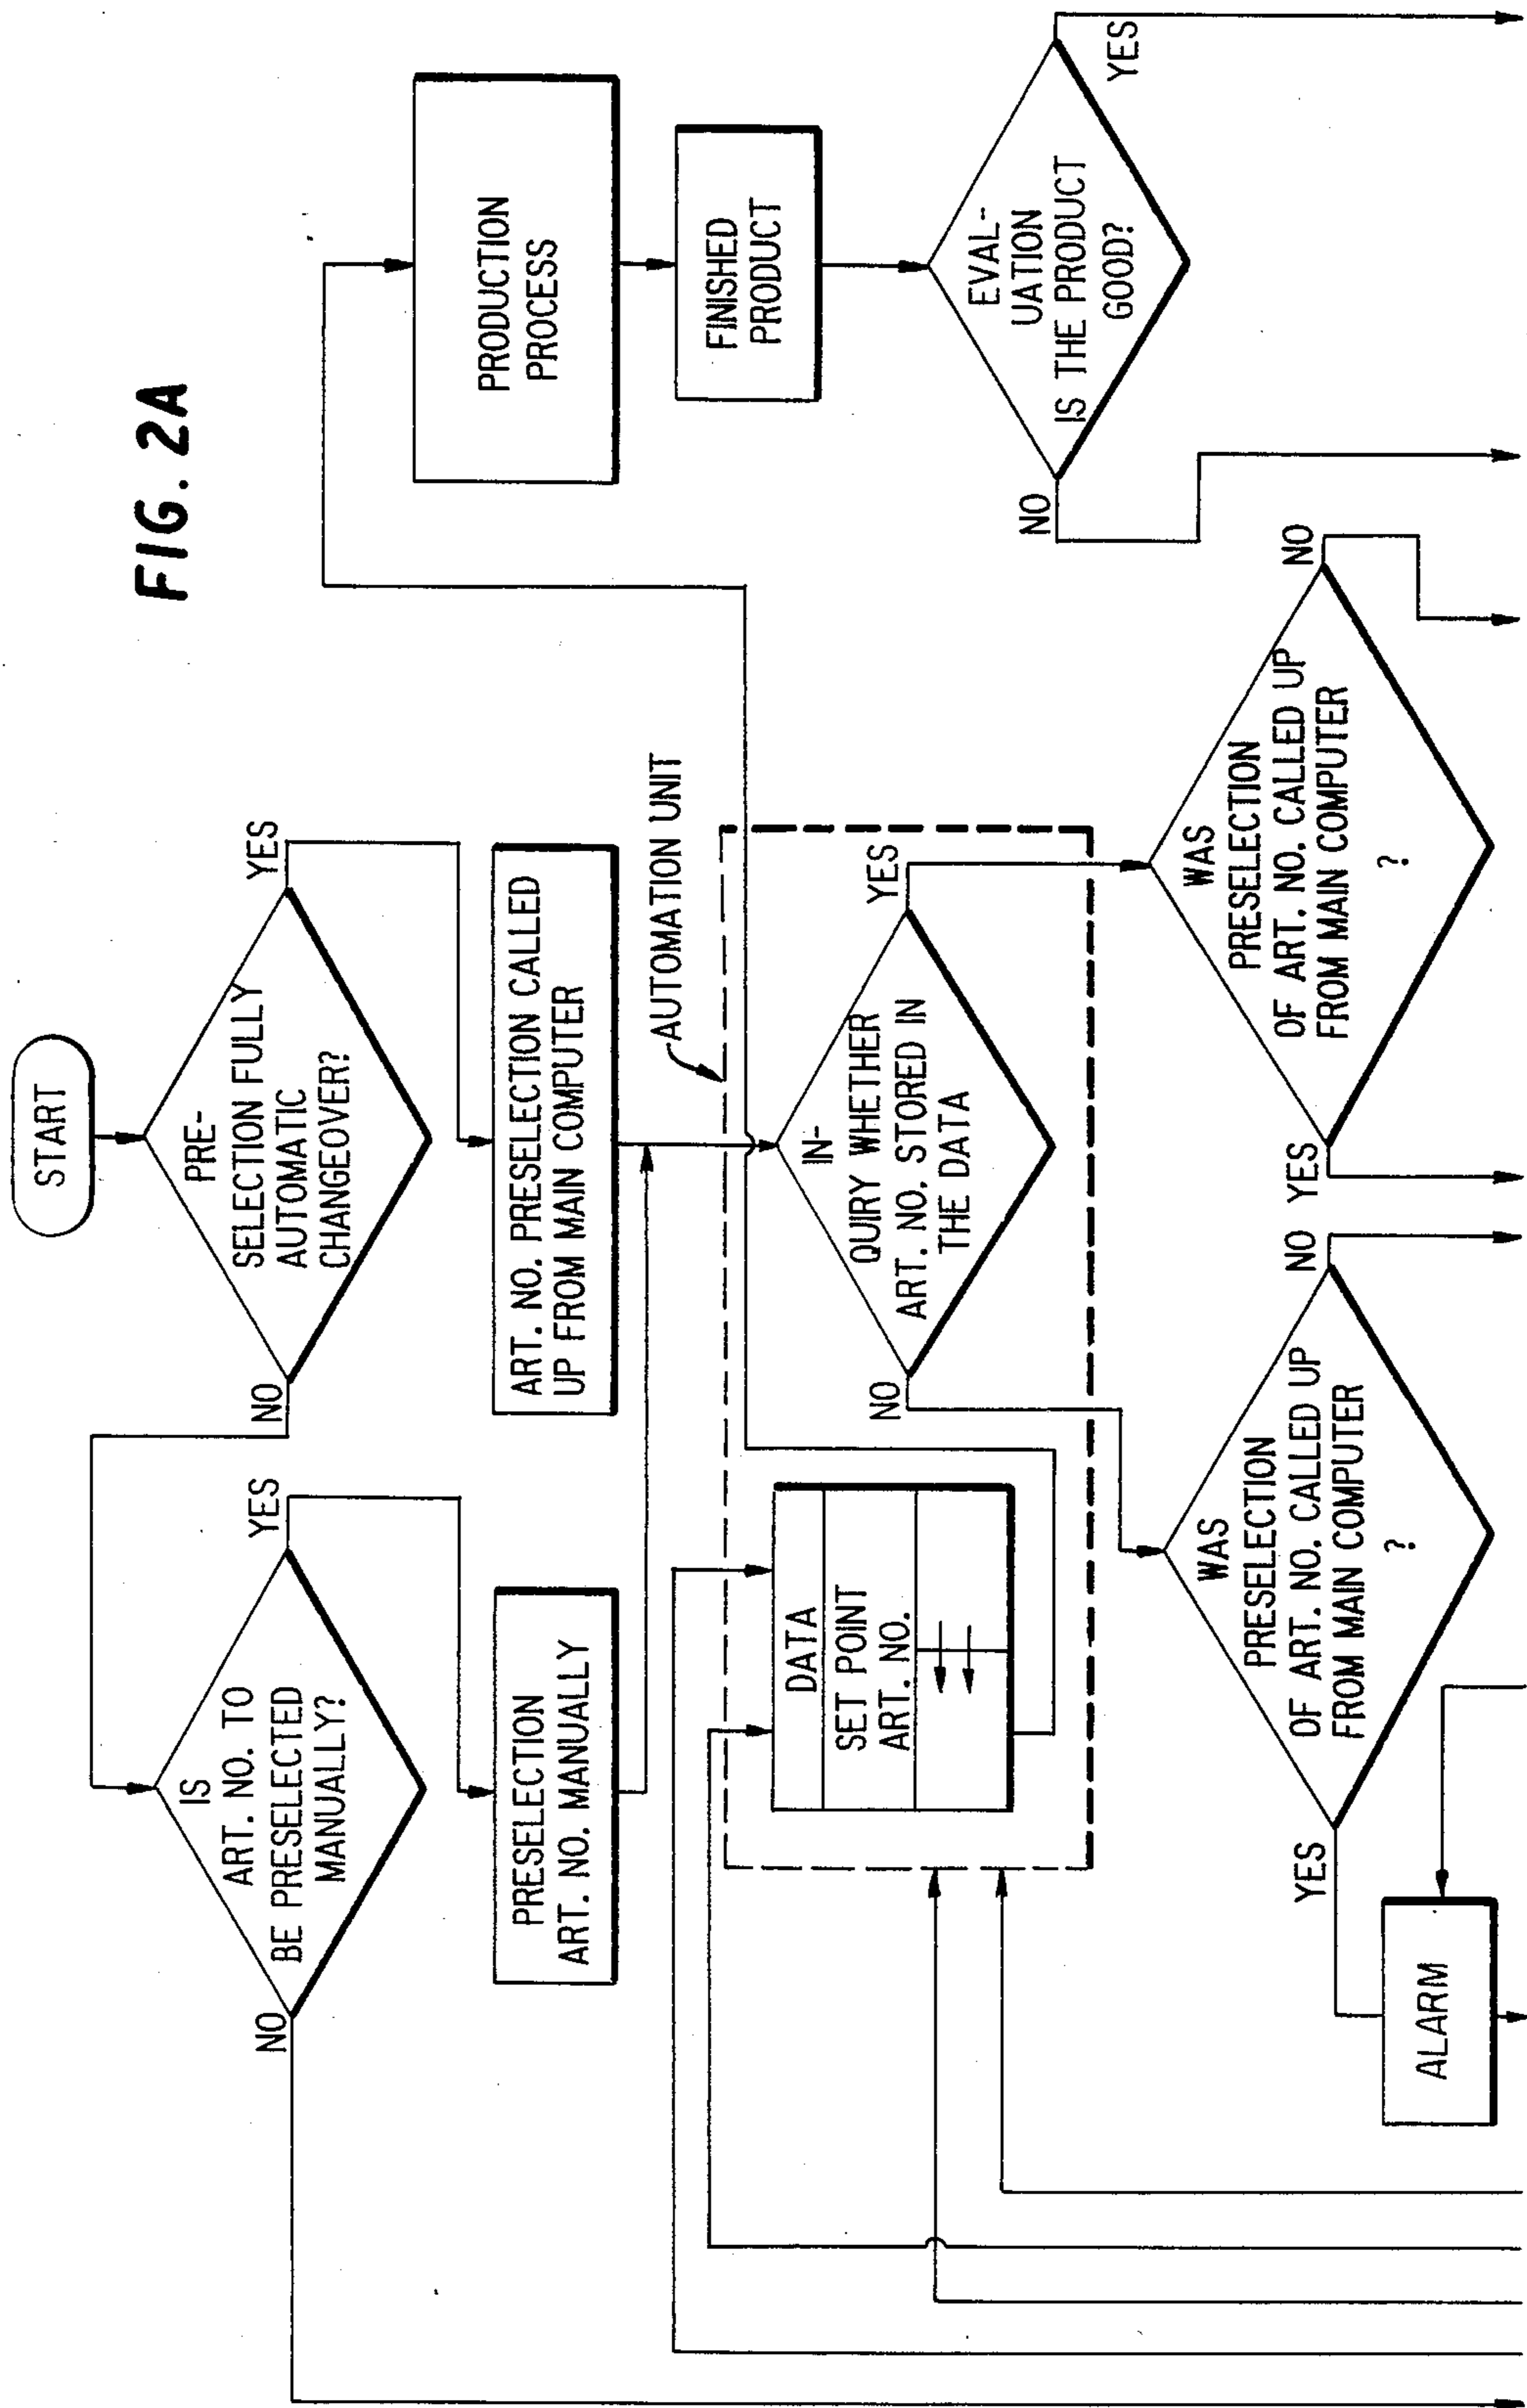 FIG. 2A
START
PRE-
SELECTION FULLY
AUTOMATIC
CHANGEOVER?
NO
YES
IS
ART. NO. TO
BE PRESELECTED
MANUALLY?
NO
YES
PRESELECTION
ART. NO. MANUALLY
ART. NO. PRESELECTION CALLED
UP FROM MAIN COMPUTER
AUTOMATION UNIT
DATA
SET POINT
ART. NO.
IN-
QUIRY WHETHER
ART. NO. STORED IN
THE DATA
NO
YES
WAS
PRESELECTION
OF ART. NO. CALLED UP
FROM MAIN COMPUTER
?
YES
NO
ALARM
WAS
PRESELECTION
OF ART. NO. CALLED UP
FROM MAIN COMPUTER
?
YES
NO
PRODUCTION
PROCESS
FINISHED
PRODUCT
EVAL-
UATION
IS THE PRODUCT
GOOD?
NO
YES